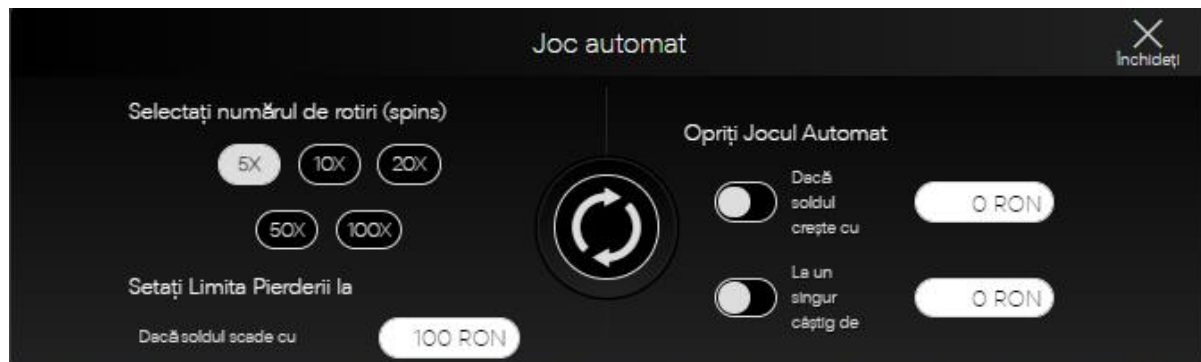 Joc automat
Închideți
Selectați numărul de rotiri (spins)
5X 10X 20X
50X 100X
Setați Limita Pierderii la
Dacă soldul scade cu 100 RON
Opriți Jocul Automat
Dacă
soldul
crește cu
0 RON
La un
singur
câștig de
0 RON